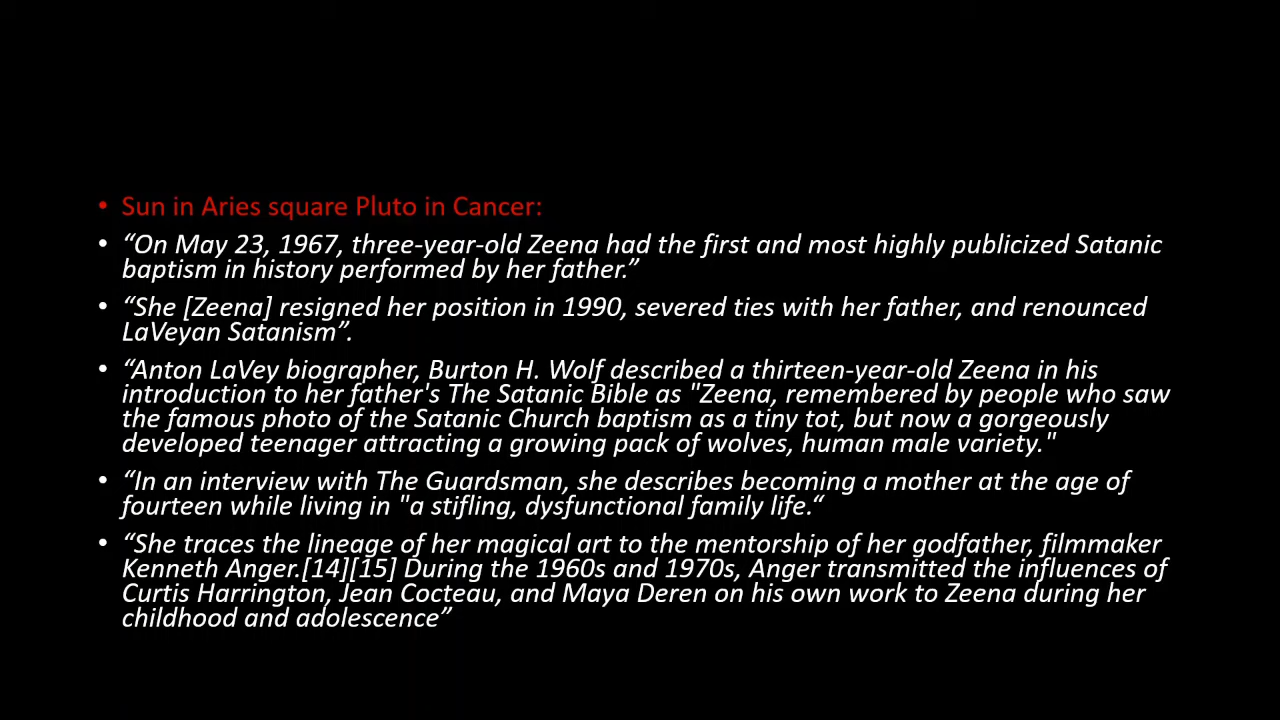 • Sun in Aries square Pluto in Cancer:
• “On May 23, 1967, three-year-old Zeena had the first and most highly publicized Satanic
baptism in history performed by her father.”
• “She [Zeena] resigned her position in 1990, severed ties with her father, and renounced
LaVeyan Satanism”.
• “Anton LaVey biographer, Burton H. Wolf described a thirteen-year-old Zeena in his
introduction to her father's The Satanic Bible as "Zeena, remembered by people who saw
the famous photo of the Satanic Church baptism as a tiny tot, but now a gorgeously
developed teenager attracting a growing pack of wolves, human male variety."
• “In an interview with The Guardsman, she describes becoming a mother at the age of
fourteen while living in "a stifling, dysfunctional family life.“
• “She traces the lineage of her magical art to the mentorship of her godfather, filmmaker
Kenneth Anger.[14][15] During the 1960s and 1970s, Anger transmitted the influences of
Curtis Harrington, Jean Cocteau, and Maya Deren on his own work to Zeena during her
childhood and adolescence”